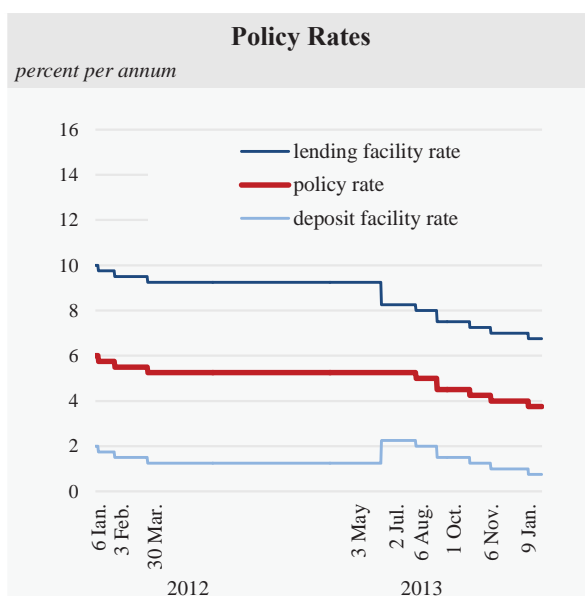 Policy Rates
percent per annum
16
14
12
10
8
6
4
2
0
lending facility rate
policy rate
deposit facility rate
6 Ian.
3 Feb.
30 Mar.
3 May
2 Jul.
6 Aug.
1 Oct.
6 Nov.
9 Jan.
2012
2013